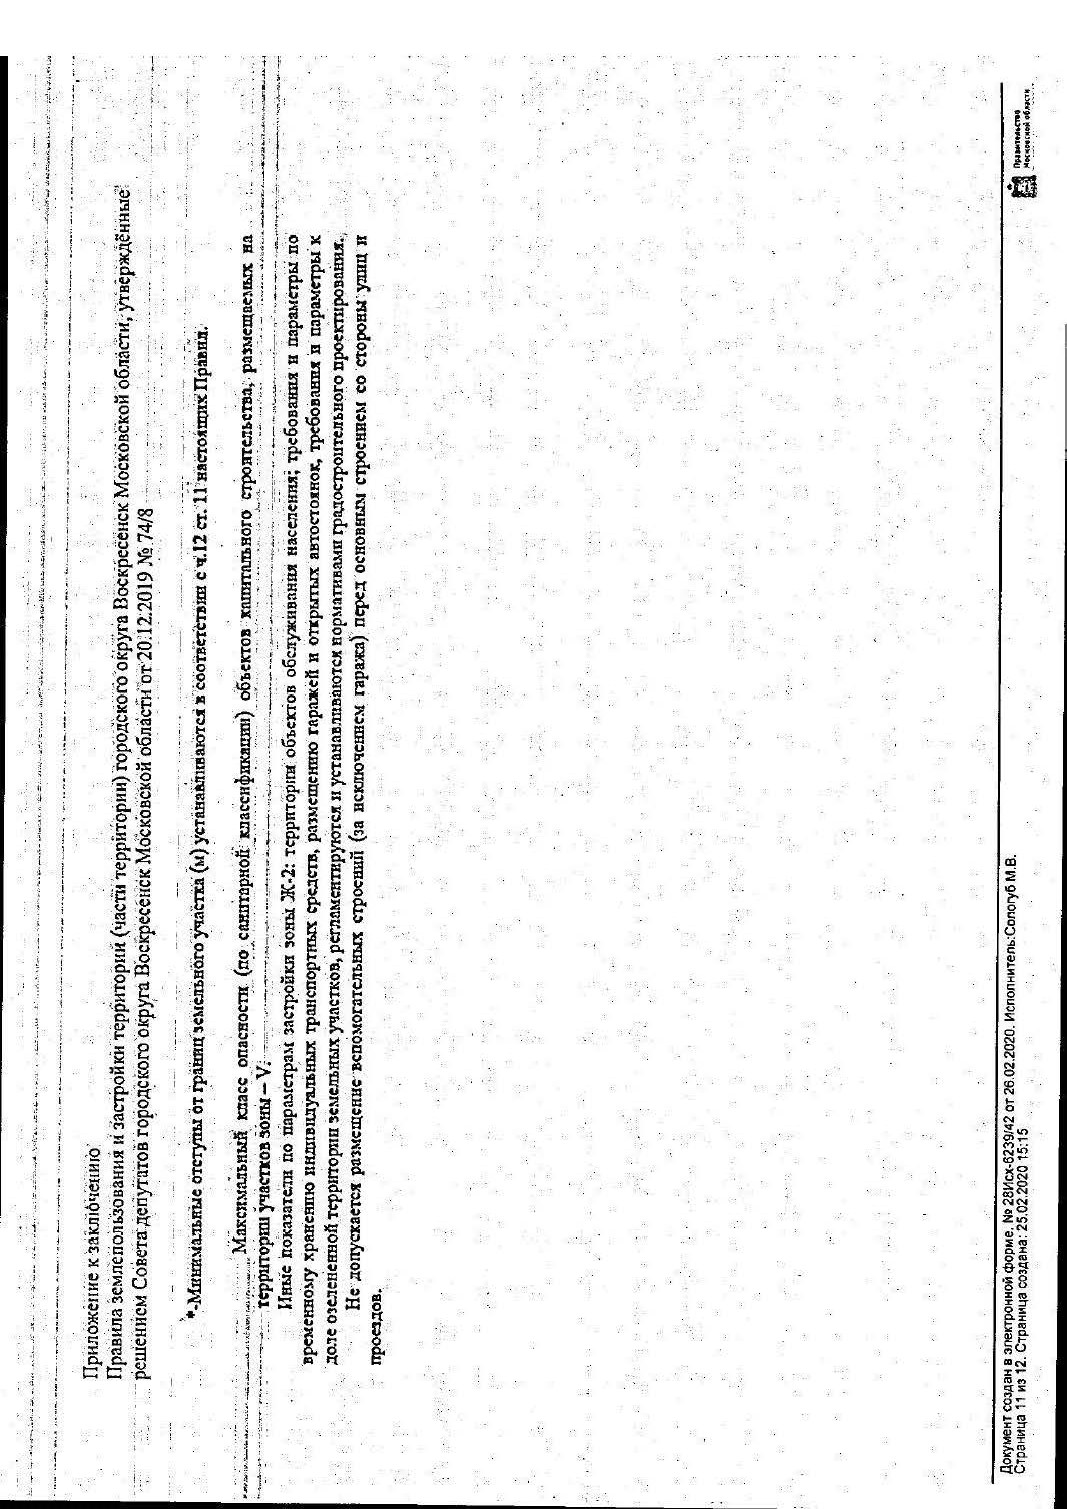 Приложение к заключению
Правила землепользования и застройки территории (части территории) городского округа Воскресенск Московской области, утверждённые
решением Совета депутатов городского округа Воскресенск Московской области от 20.12.2019 № 74/8
*-Минимальные отступы от границ земельного участка (м) устанавливаются в соответствии с ч.12 ст. 11 настоящих Правил.
Максимальный класс опасности (по санитарной классификации) объектов капитального строительства, размещаемых на
территории участков зоны – V.
Иные показатели по параметрам застройки зоны Ж-2: территории объектов обслуживания населения; требования и параметры по
временному хранению индивидуальных транспортных средств, размещению гаражей и открытых автостоянок, требования и параметры к
доле озелененной территории земельных участков, регламентируются и устанавливаются нормативами градостроительного проектирования.
Не допускается размещение вспомогательных строений (за исключением гаража) перед основным строением со стороны улиц и
проездов.
Документ создан в электронной форме. № 28Исх-6239/42 от 26.02.2020. Исполнитель:Сологуб М.В.
Страница 11 из 12. Страница создана: 25.02.2020 15:15
Правительство
Московской области